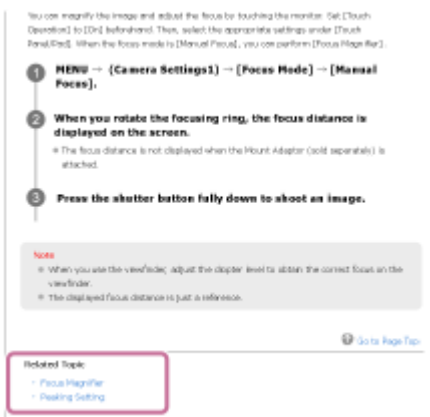 You can magnify the image and adjust the focus by touching the monitor. Set [Touch
Operation] to [On] beforehand. Then, select the appropriate settings under [Touch
Panel/Pad]. When the focus mode is [Manual Focus], you can perform [Focus Magnifier].
1 MENU → (Camera Settings1) → [Focus Mode] → [Manual
Focus].
2 When you rotate the focusing ring, the focus distance is
displayed on the screen.
The focus distance is not displayed when the Mount Adaptor (sold separately) is
attached.
3 Press the shutter button fully down to shoot an image.
Note
When you use the viewfinder, adjust the diopter level to obtain the correct focus on the
viewfinder.
The displayed focus distance is just a reference.
Go to Page Top
Related Topic
Focus Magnifier
Peaking Setting